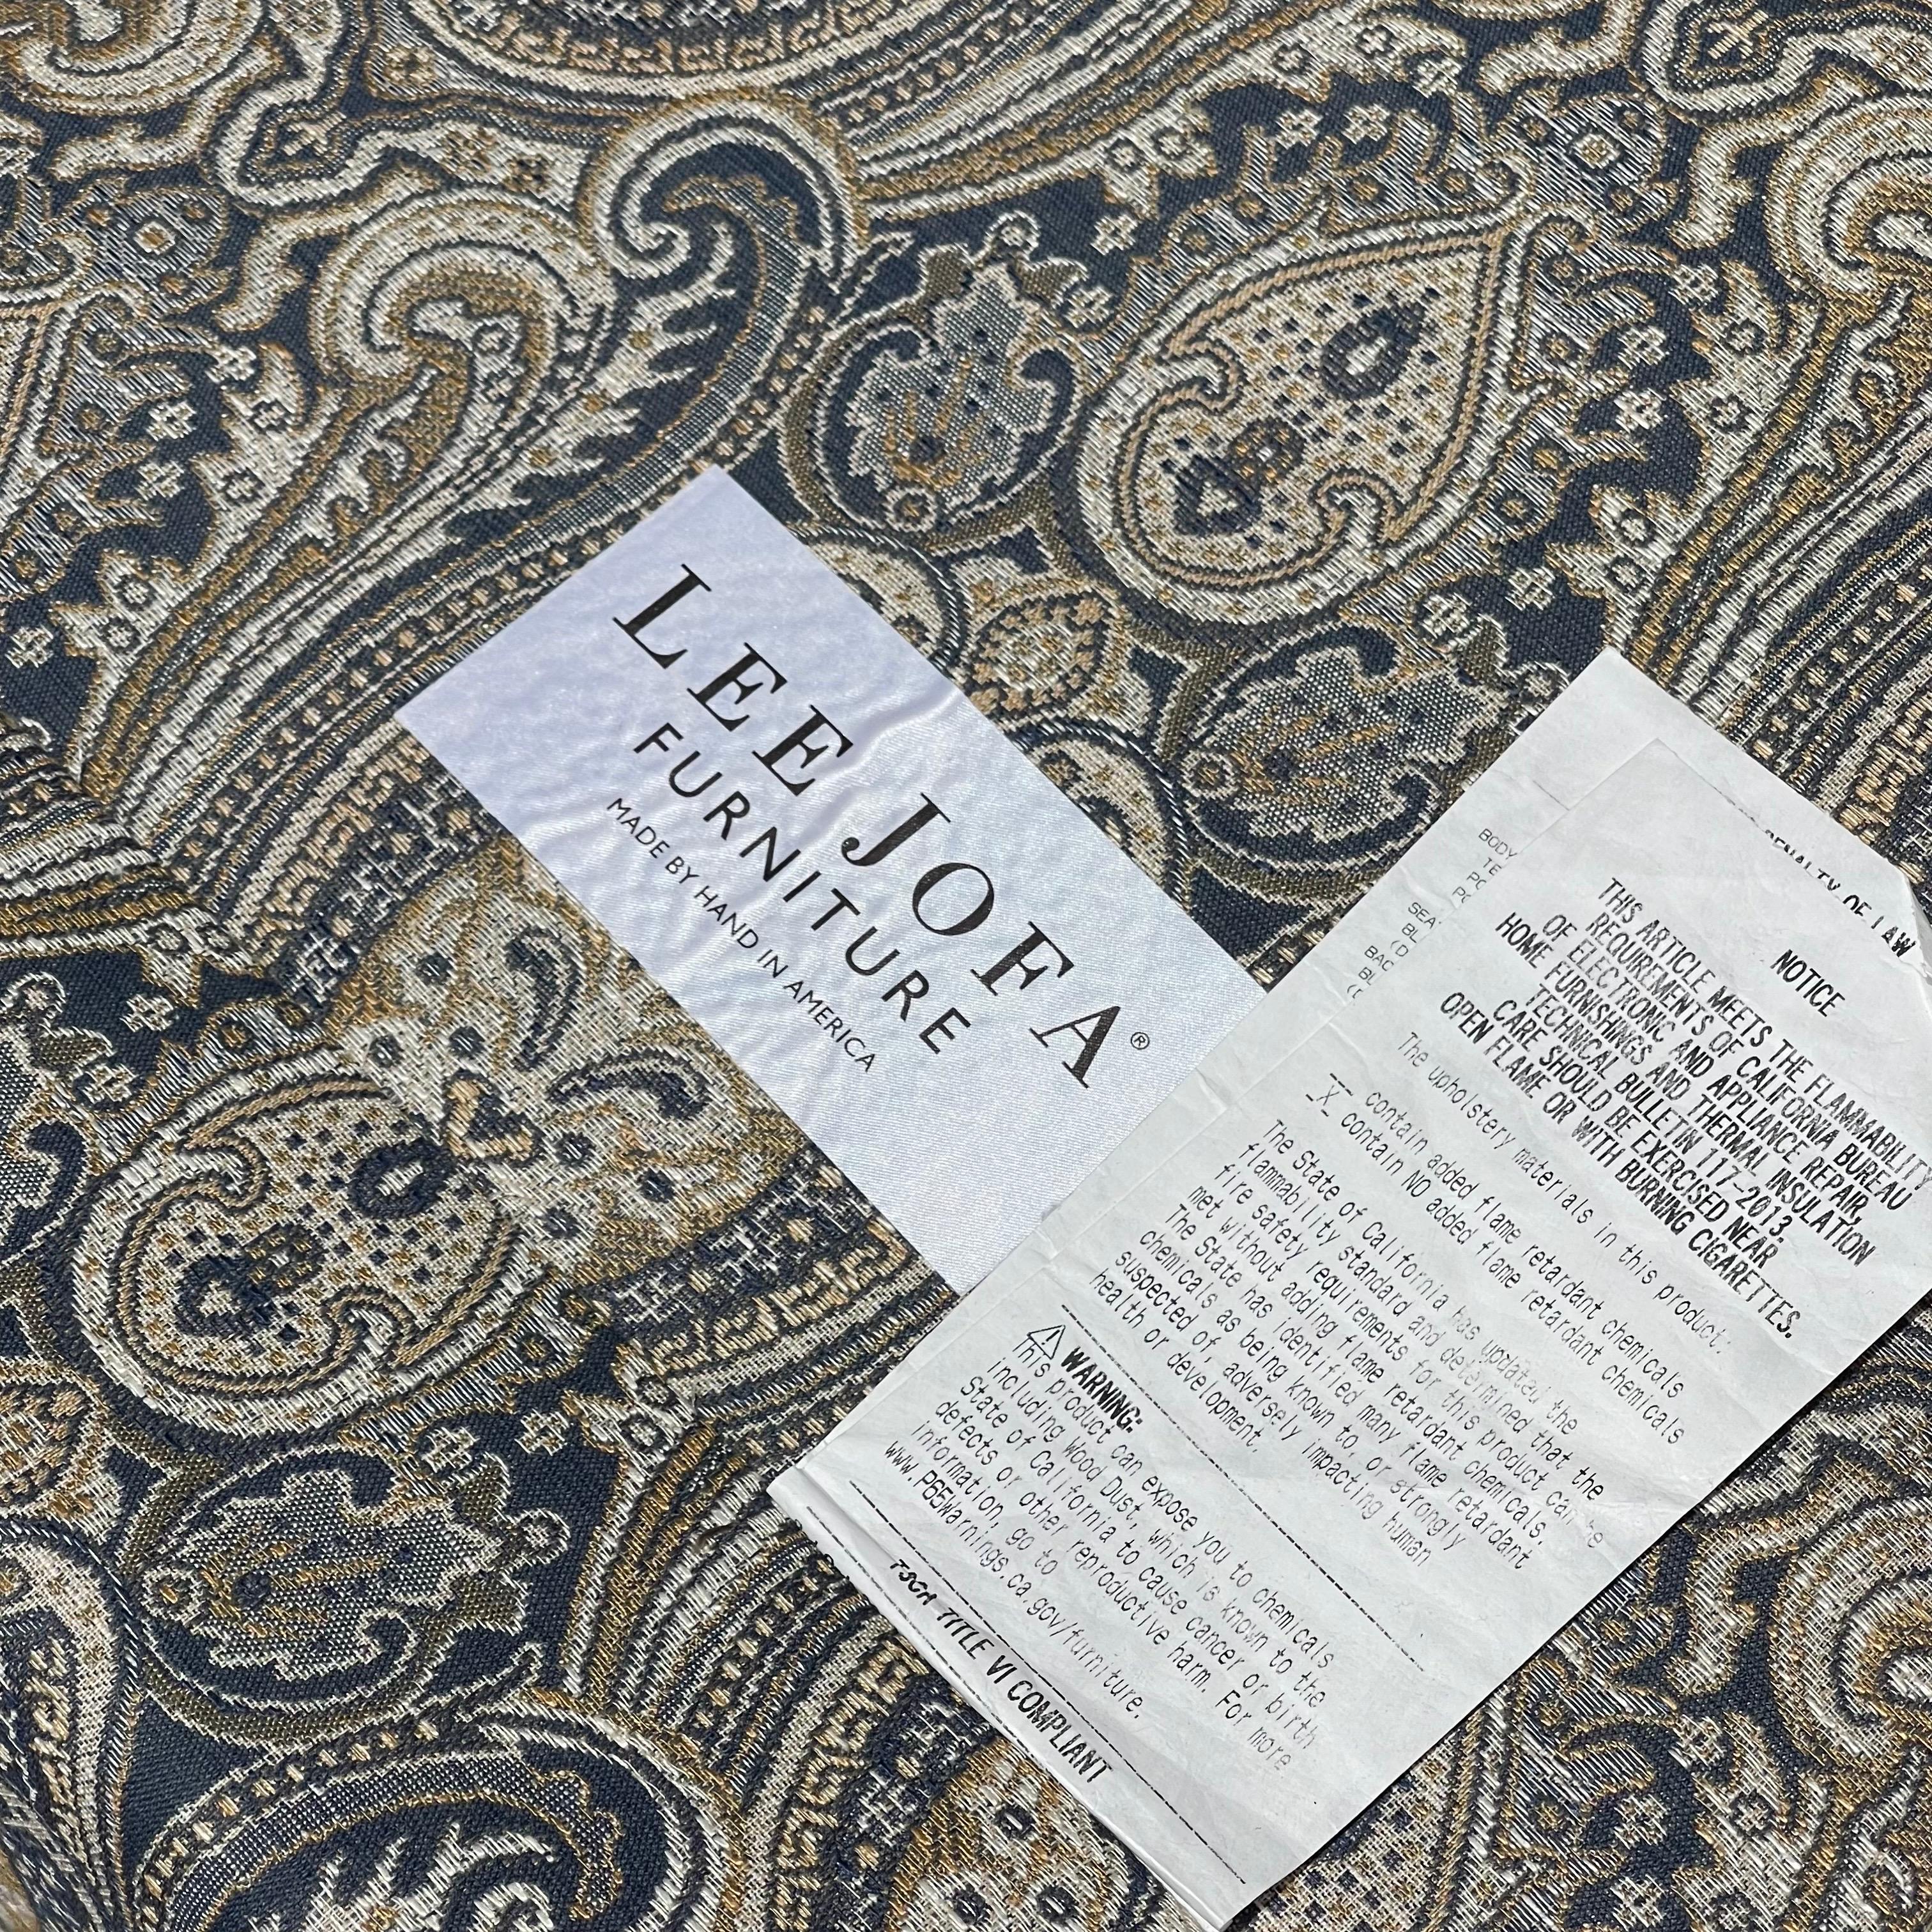 LEE JOFA®
FURNITURE
MADE BY HAND IN AMERICA
PENALTY OF LAW
BODY
NOTICE
THIS ARTICLE MEETS THE FLAMMABILITY
REQUIREMENTS OF CALIFORNIA BUREAU
OF ELECTRONIC AND APPLIANCE REPAIR,
HOME FURNISHINGS AND THERMAL INSULATION
TECHNICAL BULLETIN 117-2013.
CARE SHOULD BE EXERCISED NEAR
OPEN FLAME OR WITH BURNING CIGARETTES.
The upholstery materials in this product:
__ contain added flame retardant chemicals
_X_ contain NO added flame retardant chemicals
The State of California has updated the
flammability standard and determined that the
fire safety requirements for this product can be
met without adding flame retardant chemicals.
The State has identified many flame retardant
chemicals as being known to, or strongly
suspected of, adversely impacting human
health or development.
⚠ WARNING:
This product can expose you to chemicals
including Wood Dust, which is known to the
State of California to cause cancer or birth
defects or other reproductive harm. For more
information, go to
www.P65Warnings.ca.gov/furniture.
TSCA TITLE VI COMPLIANT